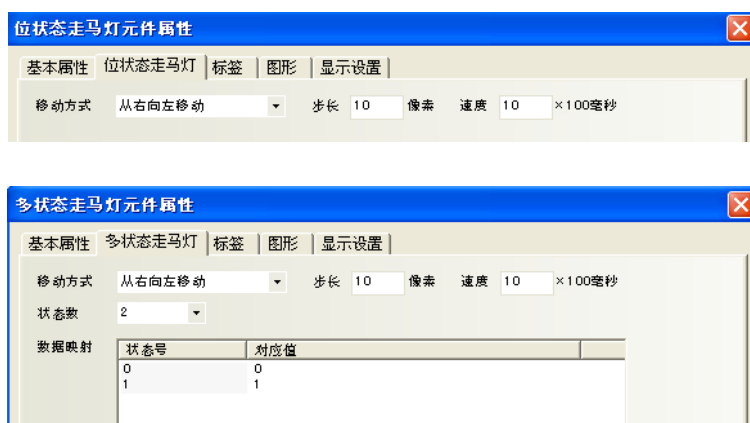 位状态走马灯元件属性
基本属性 位状态走马灯 标签 图形 显示设置
移动方式 从右向左移动 步长 10 像素 速度 10 ×100毫秒
多状态走马灯元件属性
基本属性 多状态走马灯 标签 图形 显示设置
移动方式 从右向左移动 步长 10 像素 速度 10 ×100毫秒
状态数 2
数据映射 状态号 对应值
0 0
1 1